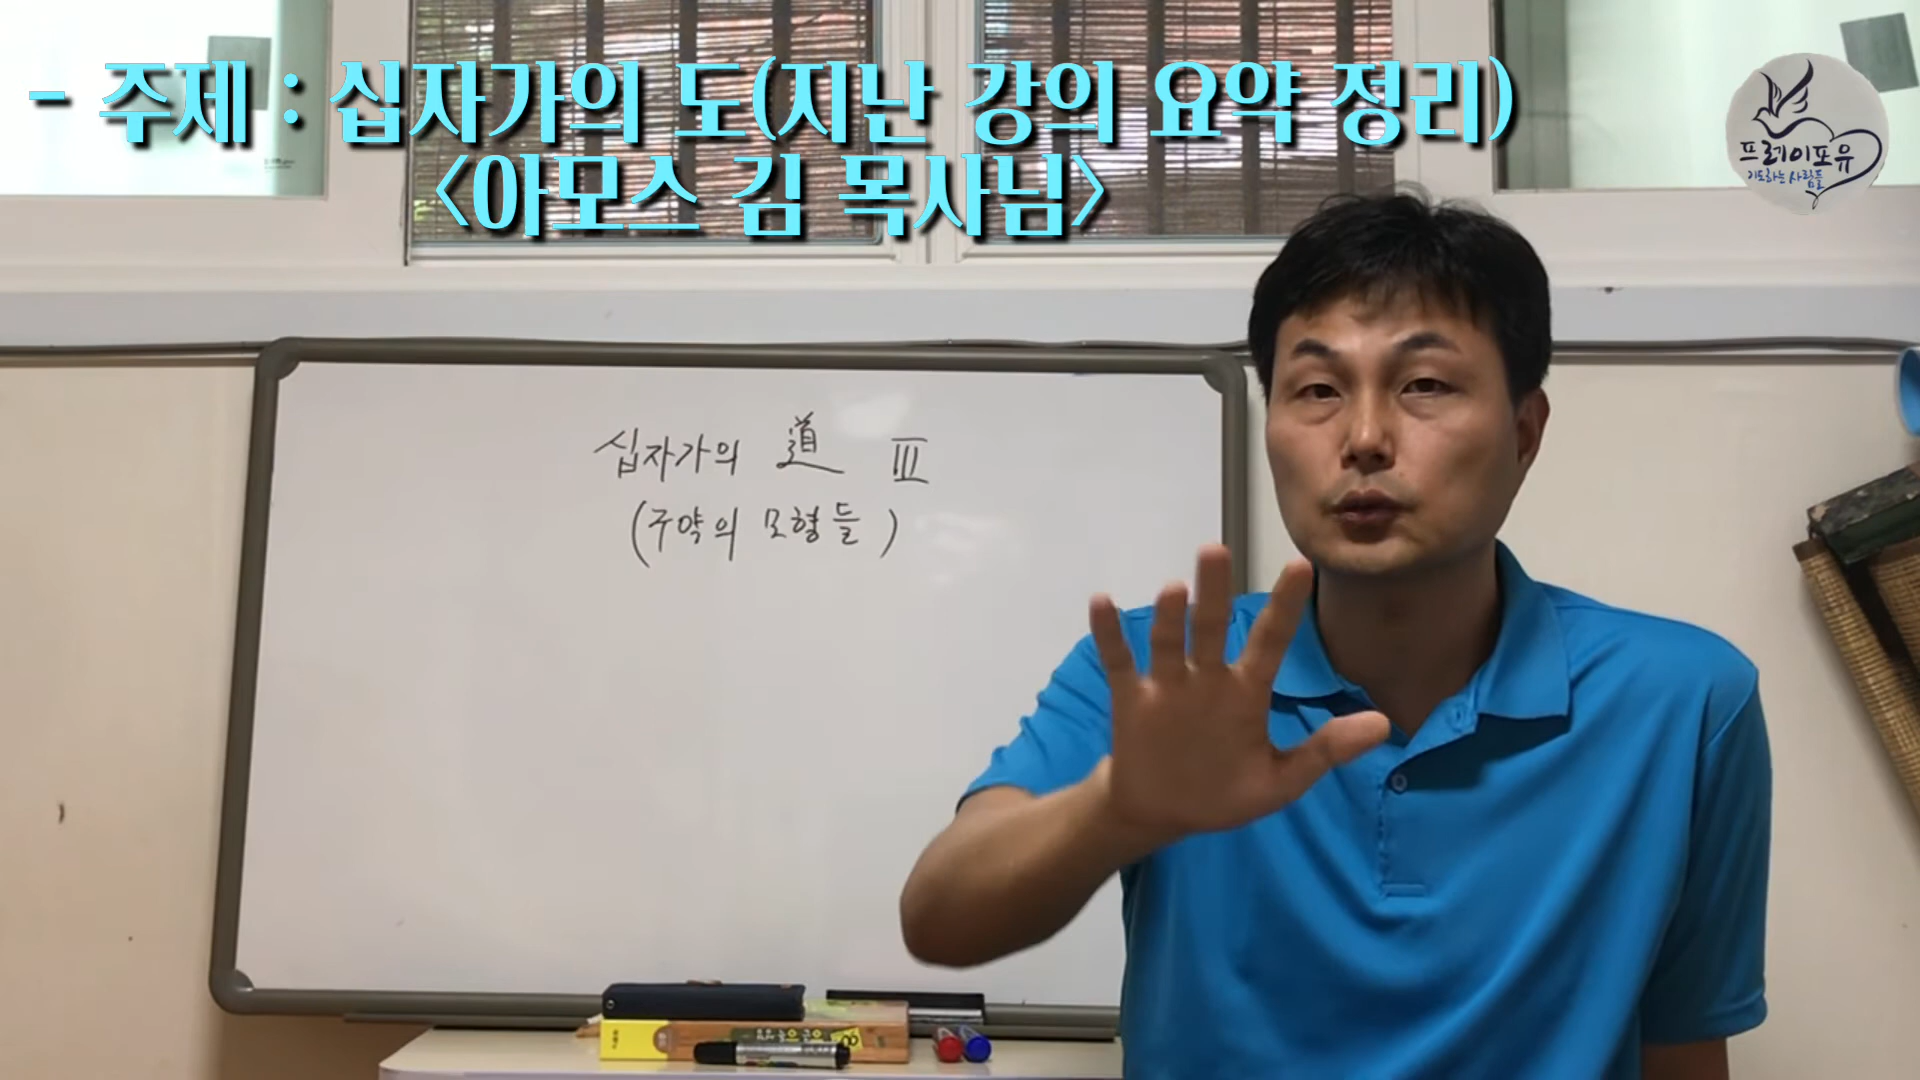 - 주제 : 십자가의 도(지난 강의 요약 정리)
<아모스 김 목사님>
프레이포유
기도하는 사람들
십자가의 道 Ⅲ
(구약의 모형들)